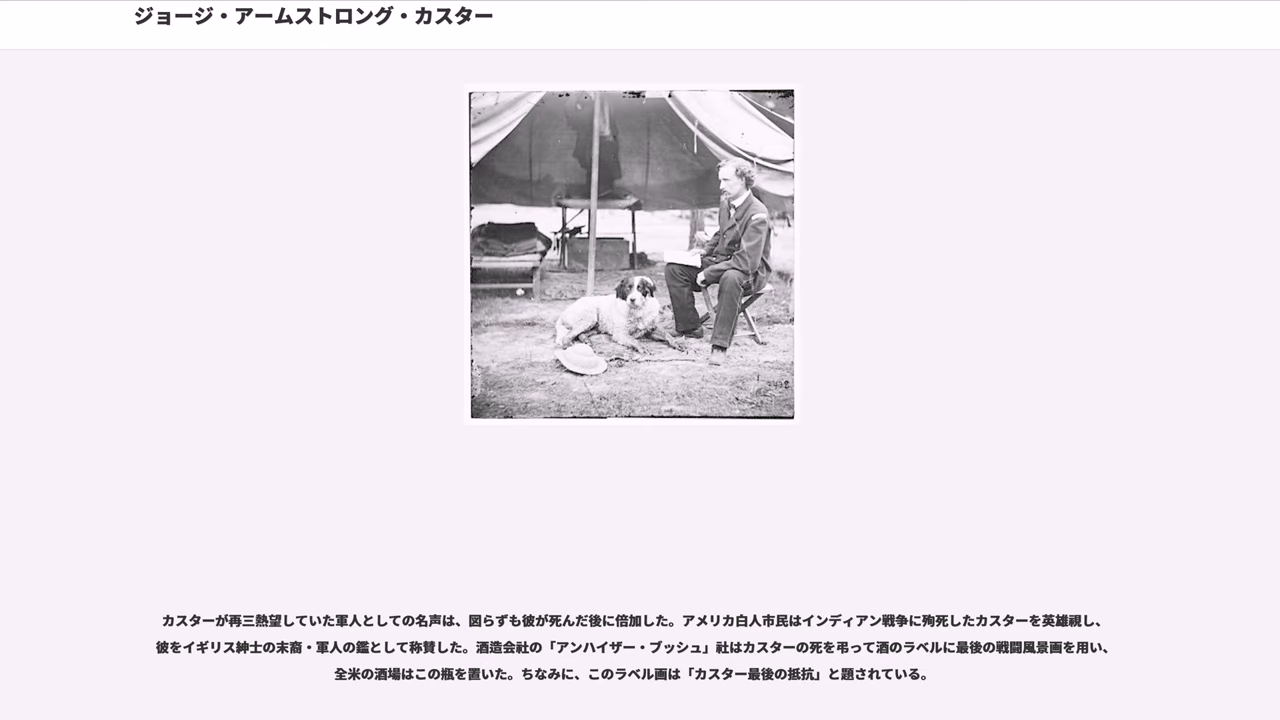 ジョージ・アームストロング・カスター
カスターが再三熱望していた軍人としての名声は、図らずも彼が死んだ後に倍加した。アメリカ白人市民はインディアン戦争に殉死したカスターを英雄視し、
彼をイギリス紳士の末裔・軍人の鑑として称賛した。酒造会社の「アンハイザー・ブッシュ」社はカスターの死を弔って酒のラベルに最後の戦闘風景画を用い、
全米の酒場はこの瓶を置いた。ちなみに、このラベル画は「カスター最後の抵抗」と題されている。